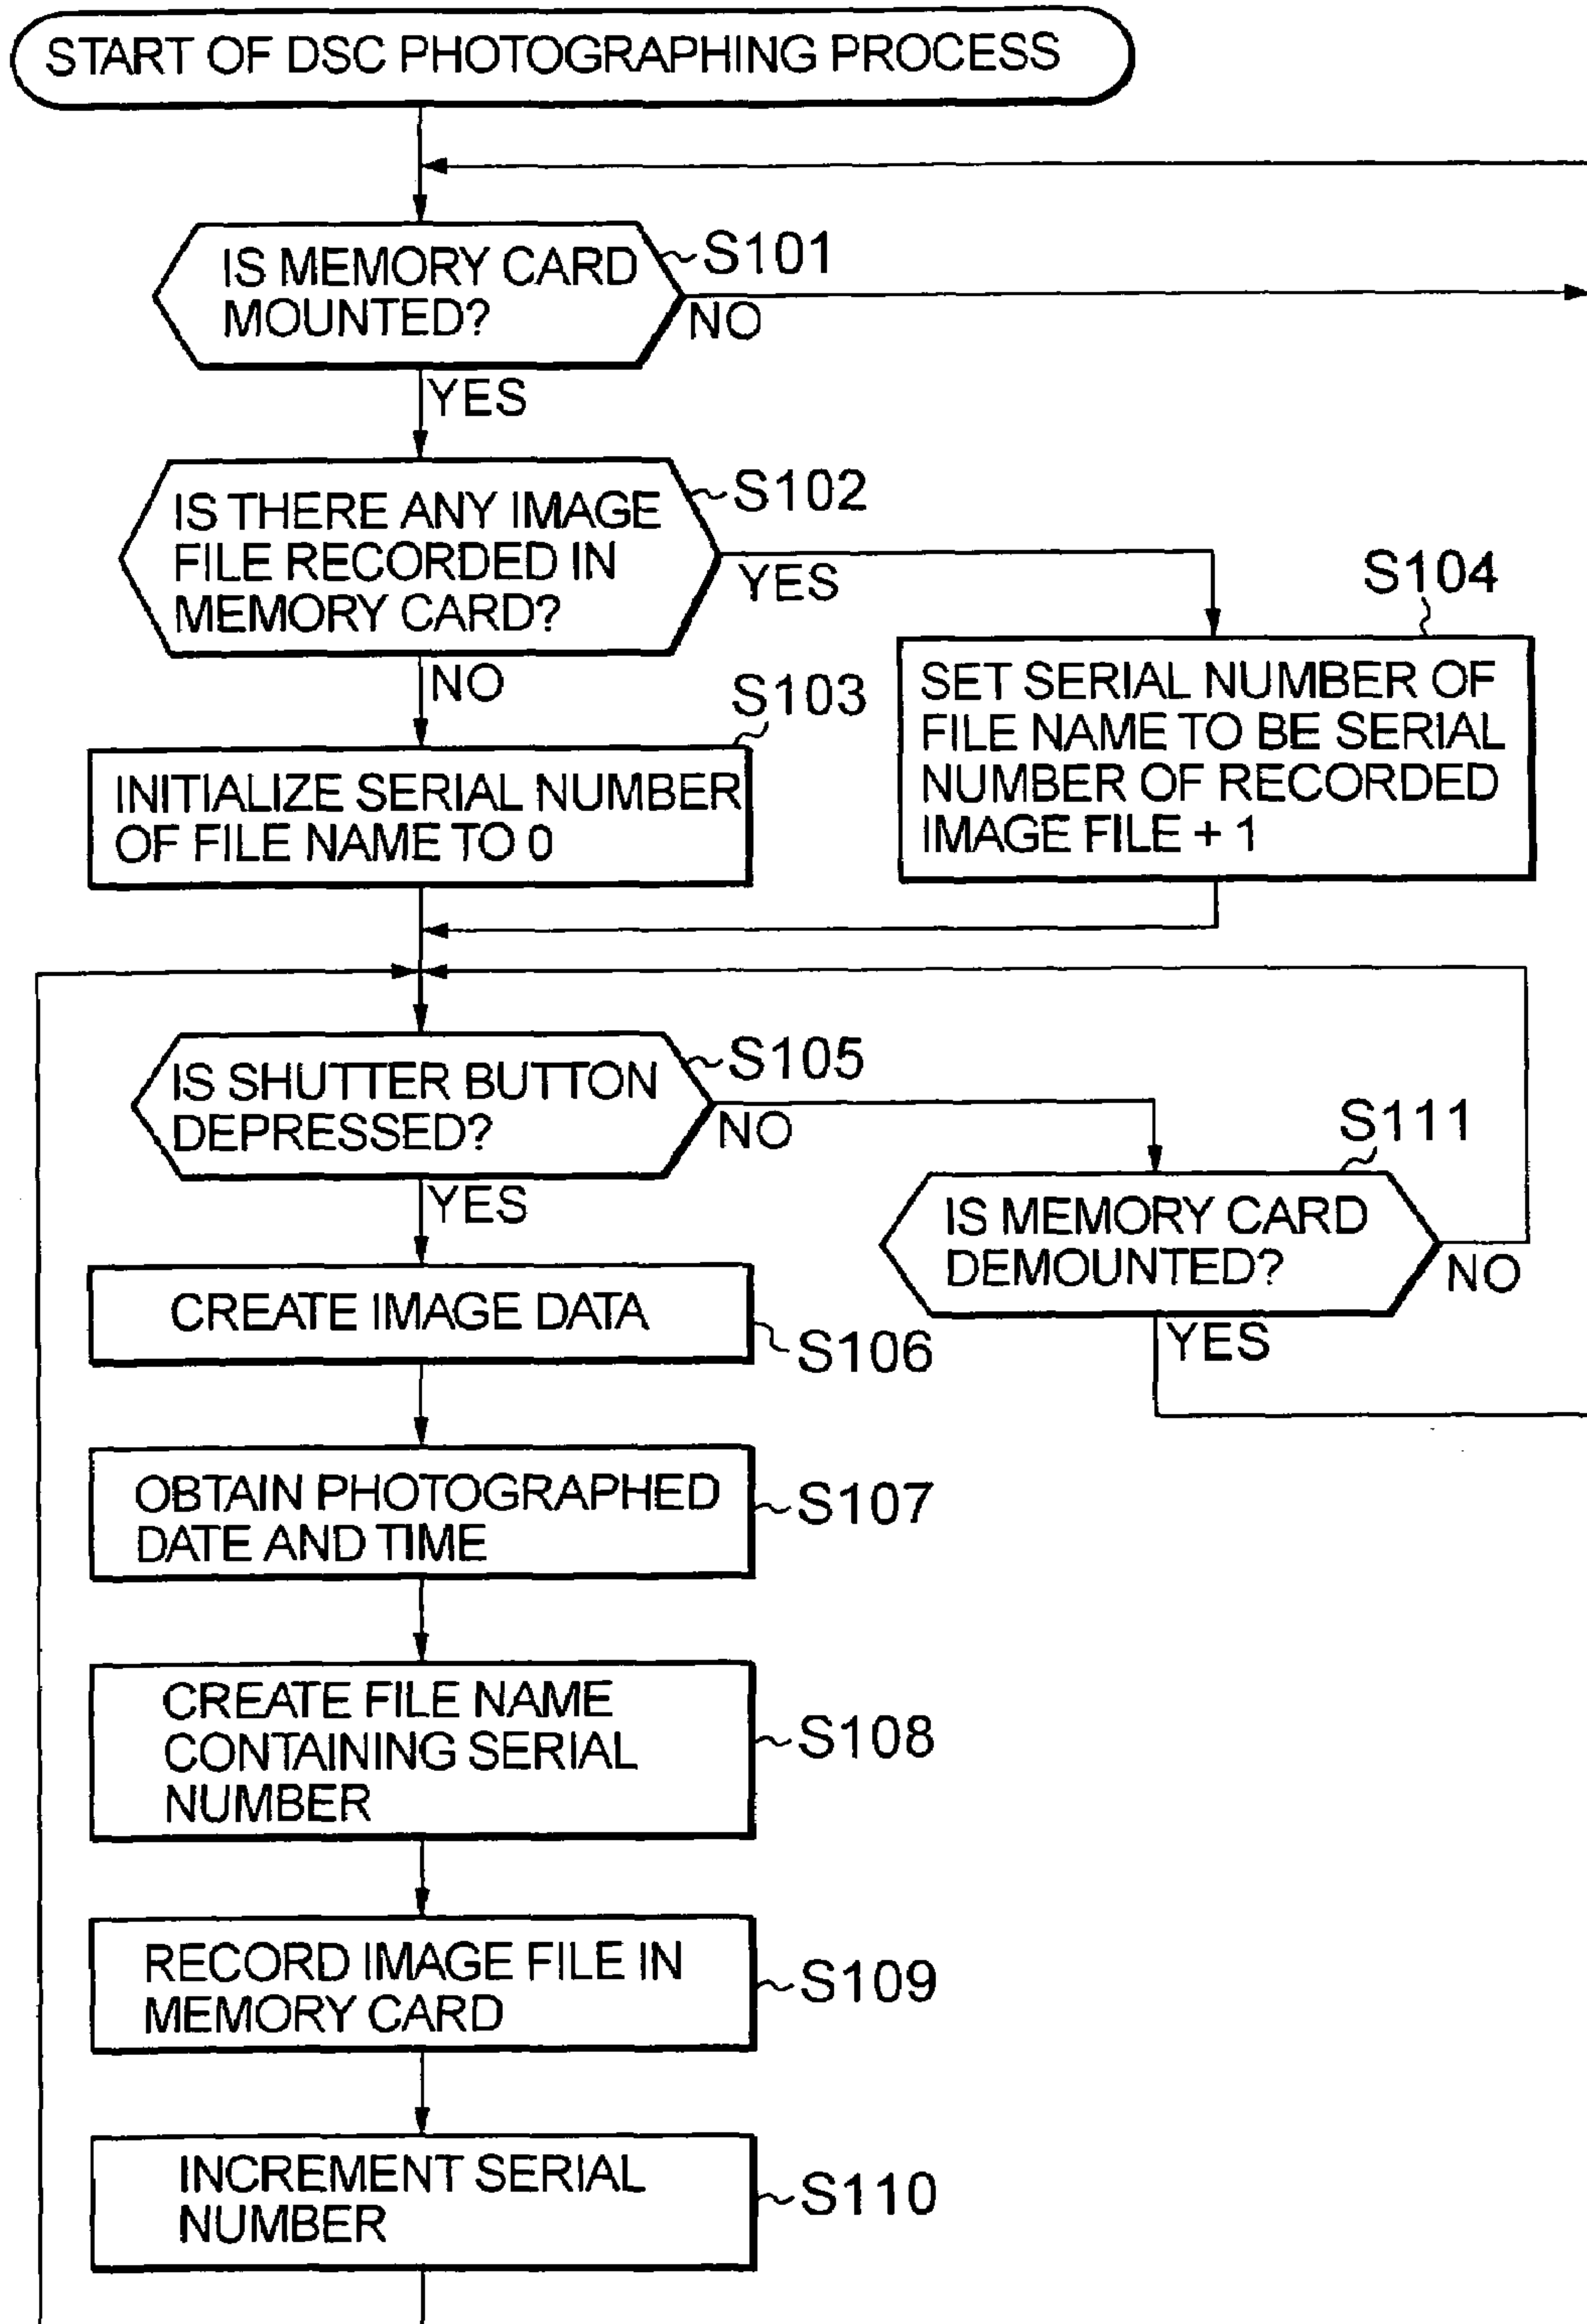 START OF DSC PHOTOGRAPHING PROCESS
IS MEMORY CARD
MOUNTED?
S101
NO
YES
IS THERE ANY IMAGE
FILE RECORDED IN
MEMORY CARD?
S102
YES
NO
S103
INITIALIZE SERIAL NUMBER
OF FILE NAME TO 0
S104
SET SERIAL NUMBER OF
FILE NAME TO BE SERIAL
NUMBER OF RECORDED
IMAGE FILE + 1
IS SHUTTER BUTTON
DEPRESSED?
S105
NO
YES
S111
IS MEMORY CARD
DEMOUNTED?
NO
YES
CREATE IMAGE DATA
S106
OBTAIN PHOTOGRAPHED
DATE AND TIME
S107
CREATE FILE NAME
CONTAINING SERIAL
NUMBER
S108
RECORD IMAGE FILE IN
MEMORY CARD
S109
INCREMENT SERIAL
NUMBER
S110